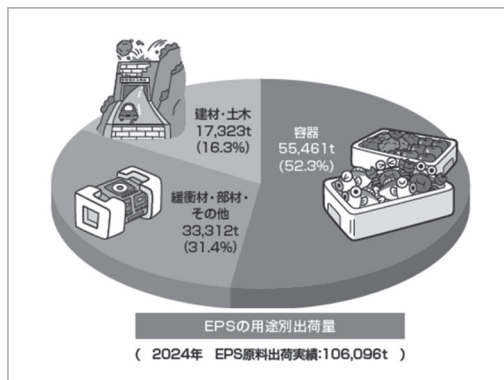 建材・土木
17,323t
(16.3%)
容器
55,461t
(52.3%)
緩衝材・部材・
その他
33,312t
(31.4%)
EPSの用途別出荷量
( 2024年 EPS原料出荷実績:106,096t )